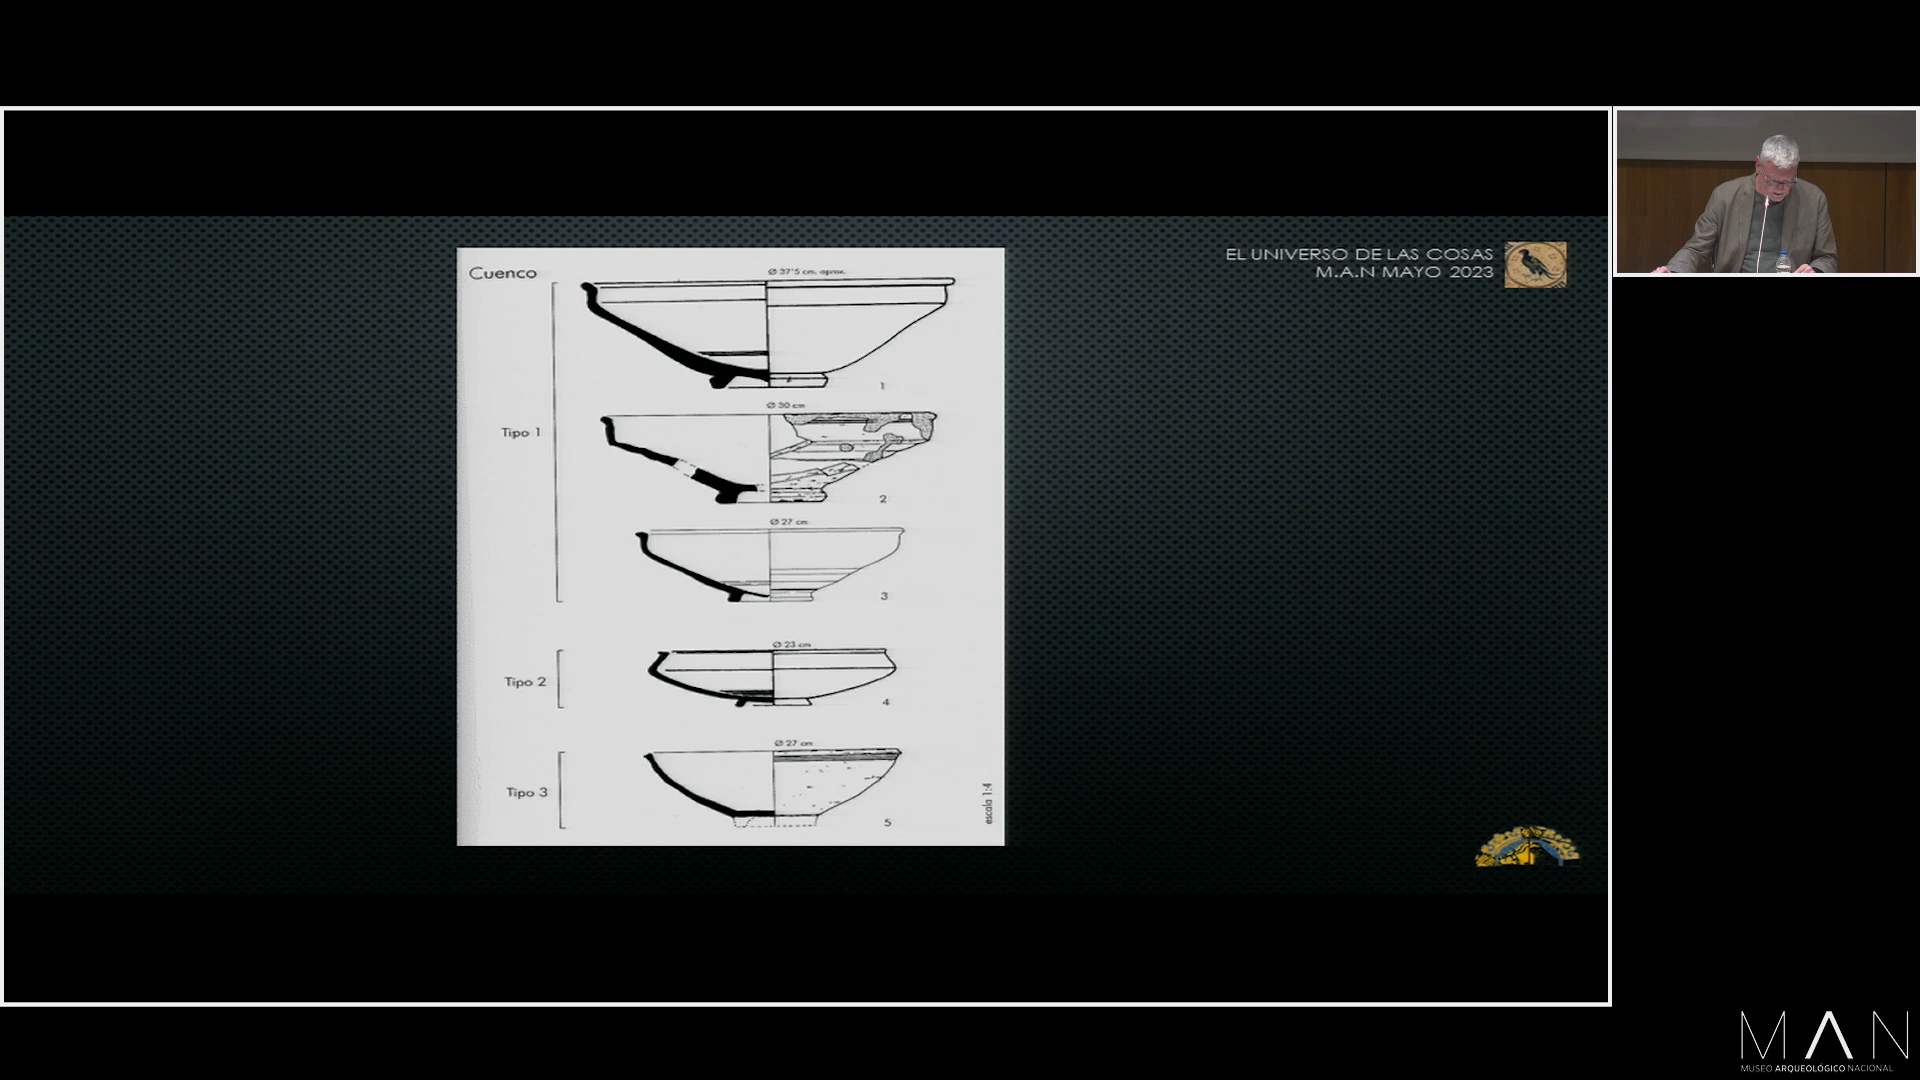 EL UNIVERSO DE LAS COSAS
M.A.N MAYO 2023
Cuenco
Ø 37'5 cm. aprox.
1
Ø 30 cm
Tipo 1
2
Ø 27 cm
3
Ø 23 cm
Tipo 2
4
Ø 27 cm
Tipo 3
5
escala 1:4
MAN
MUSEO ARQUEOLÓGICO NACIONAL